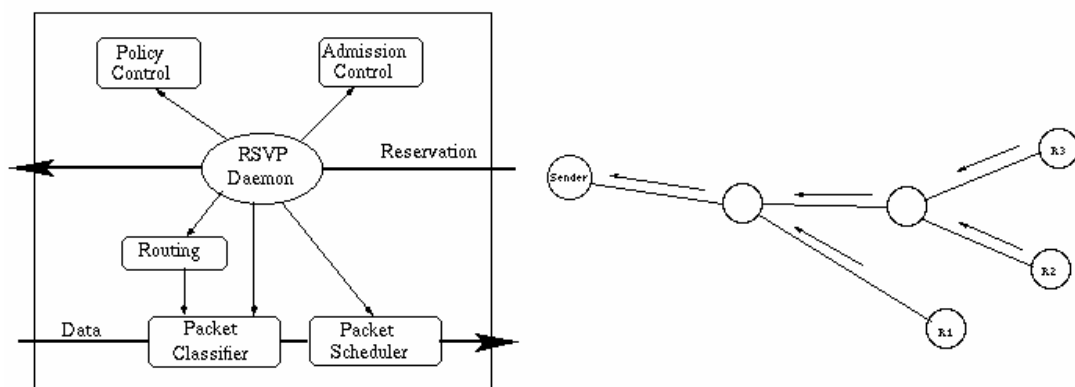 Policy
Control
Admission
Control
RSVP
Daemon
Reservation
Routing
Data
Packet
Classifier
Packet
Scheduler
Sender
R3
R2
R1